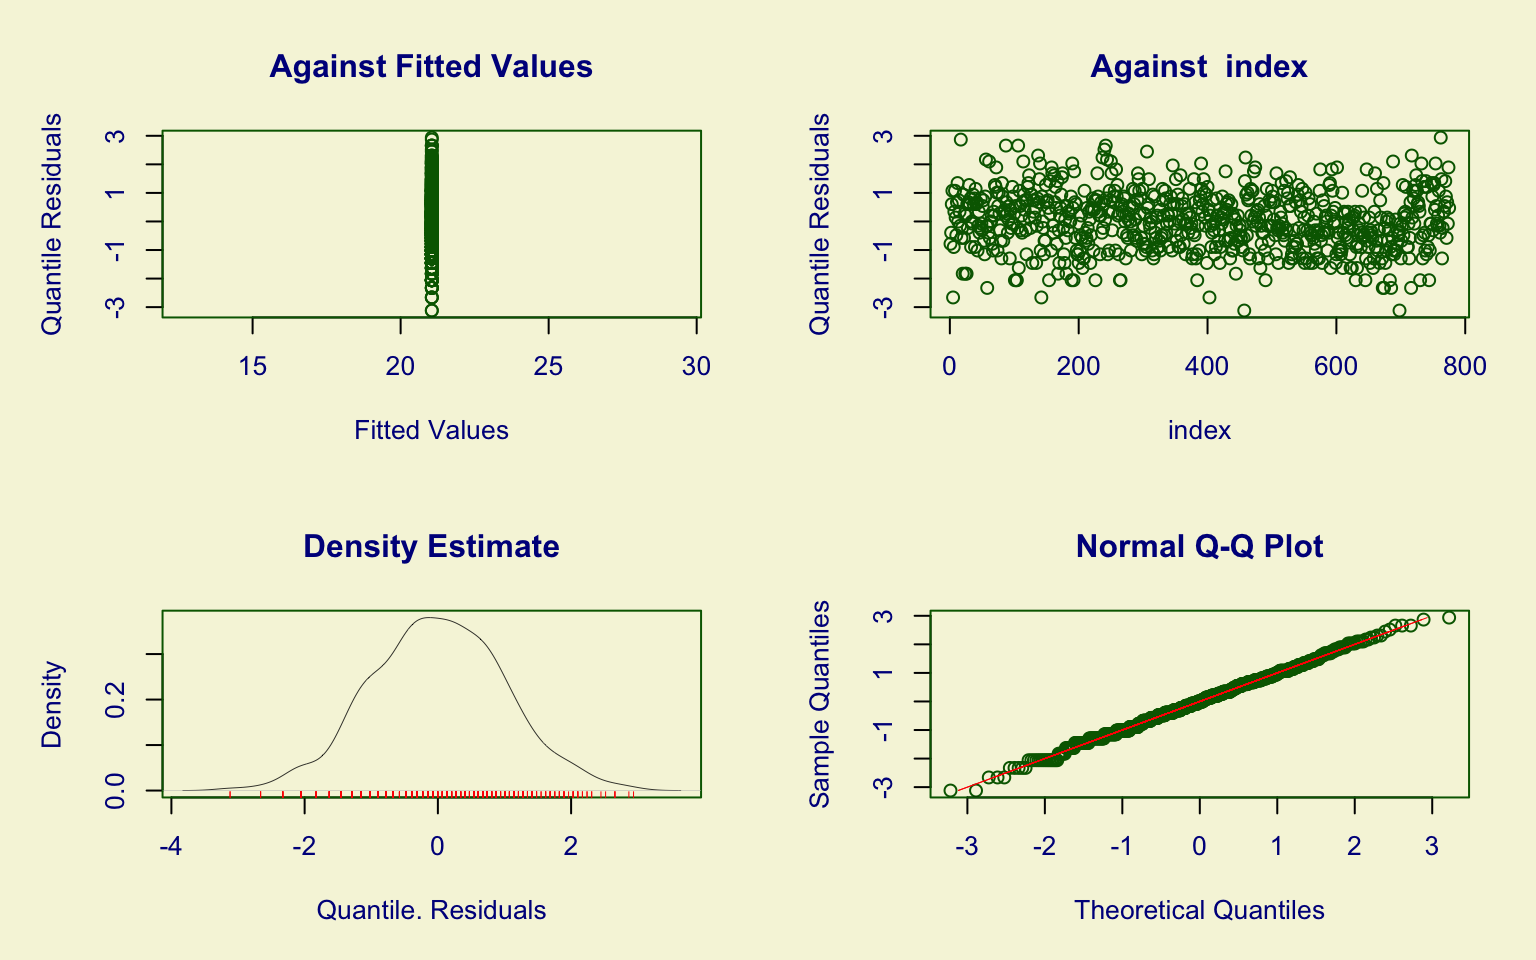 Against Fitted Values
Quantile Residuals
3
1
-1
-3
15 20 25 30
Fitted Values
Against  index
Quantile Residuals
3
1
-1
-3
0 200 400 600 800
index
Density Estimate
Density
0.2
0.0
-4 -2 0 2
Quantile. Residuals
Normal Q-Q Plot
Sample Quantiles
3
1
-1
-3
-3 -2 -1 0 1 2 3
Theoretical Quantiles